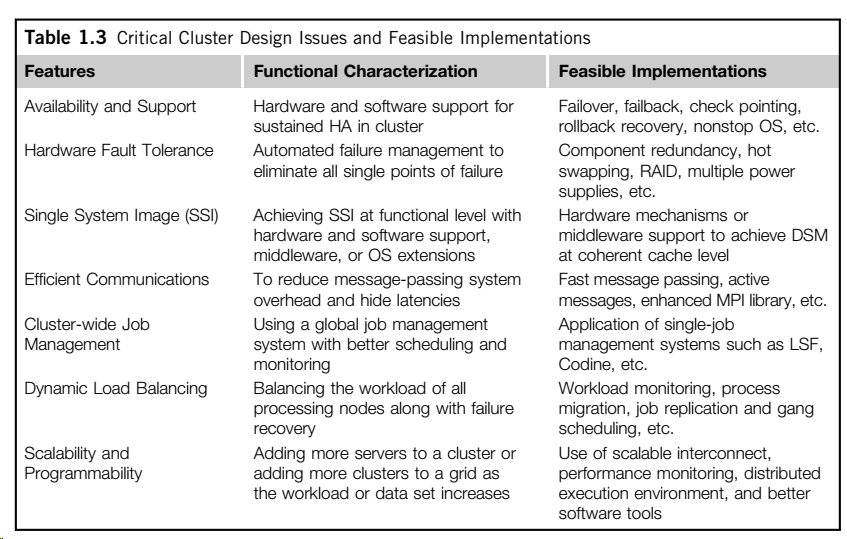 Table 1.3 Critical Cluster Design Issues and Feasible Implementations
Features Functional Characterization Feasible Implementations
Availability and Support Hardware and software support for Failover, failback, check pointing,
sustained HA in cluster rollback recovery, nonstop OS, etc.
Hardware Fault Tolerance Automated failure management to Component redundancy, hot
eliminate all single points of failure swapping, RAID, multiple power
supplies, etc.
Single System Image (SSI) Achieving SSI at functional level with Hardware mechanisms or
hardware and software support, middleware support to achieve DSM
middleware, or OS extensions at coherent cache level
Efficient Communications To reduce message-passing system Fast message passing, active
overhead and hide latencies messages, enhanced MPI library, etc.
Cluster-wide Job Using a global job management Application of single-job
Management system with better scheduling and management systems such as LSF,
monitoring Codine, etc.
Dynamic Load Balancing Balancing the workload of all Workload monitoring, process
processing nodes along with failure migration, job replication and gang
recovery scheduling, etc.
Scalability and Adding more servers to a cluster or Use of scalable interconnect,
Programmability adding more clusters to a grid as performance monitoring, distributed
the workload or data set increases execution environment, and better
software tools